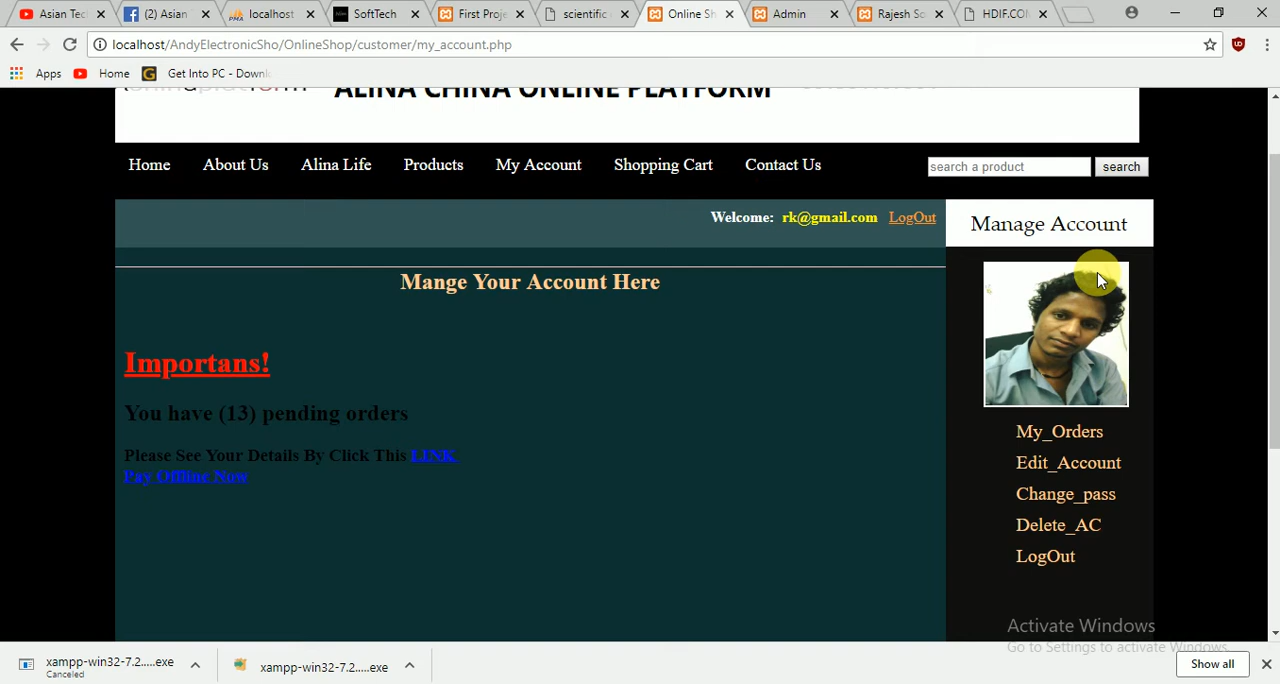 Asian Tec
(2) Asian
localhost
SoftTech
First Proje
scientific
Online Sh
Admin
Rajesh So
HDIF.CO
localhost/AndyElectronicSho/OnlineShop/customer/my_account.php
Apps
Home
Get Into PC - Downl
ALINA CHINA ONLINE PLATFORM
Home
About Us
Alina Life
Products
My Account
Shopping Cart
Contact Us
search a product
search
Welcome: rk@gmail.com LogOut
Manage Account
Mange Your Account Here
Importans!
You have (13) pending orders
Please See Your Details By Click This LINK
Pay Offline Now
My_Orders
Edit_Account
Change_pass
Delete_AC
LogOut
Activate Windows
Go to Settings to activate Windows.
xampp-win32-7.2.....exe
Canceled
xampp-win32-7.2.....exe
Show all